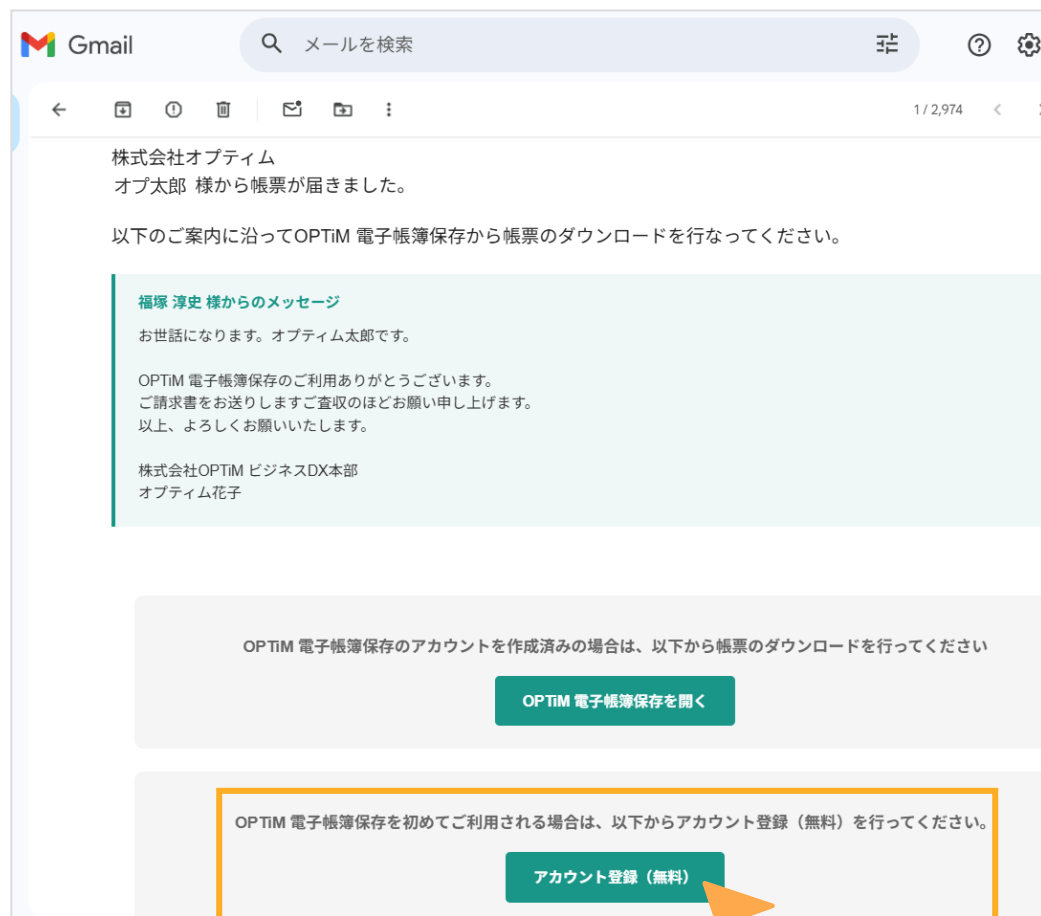 Gmail
メールを検索
1 / 2,974
株式会社オプティム
オプ太郎 様から帳票が届きました。
以下のご案内に沿ってOPTiM 電子帳簿保存から帳票のダウンロードを行なってください。
福塚 淳史 様からのメッセージ
お世話になります。オプティム太郎です。
OPTiM 電子帳簿保存のご利用ありがとうございます。
ご請求書をお送りしますご査収のほどお願い申し上げます。
以上、よろしくお願いいたします。
株式会社OPTiM ビジネスDX本部
オプティム花子
OPTiM 電子帳簿保存のアカウントを作成済みの場合は、以下から帳票のダウンロードを行ってください
OPTiM 電子帳簿保存を開く
OPTiM 電子帳簿保存を初めてご利用される場合は、以下からアカウント登録（無料）を行ってください。
アカウント登録（無料）